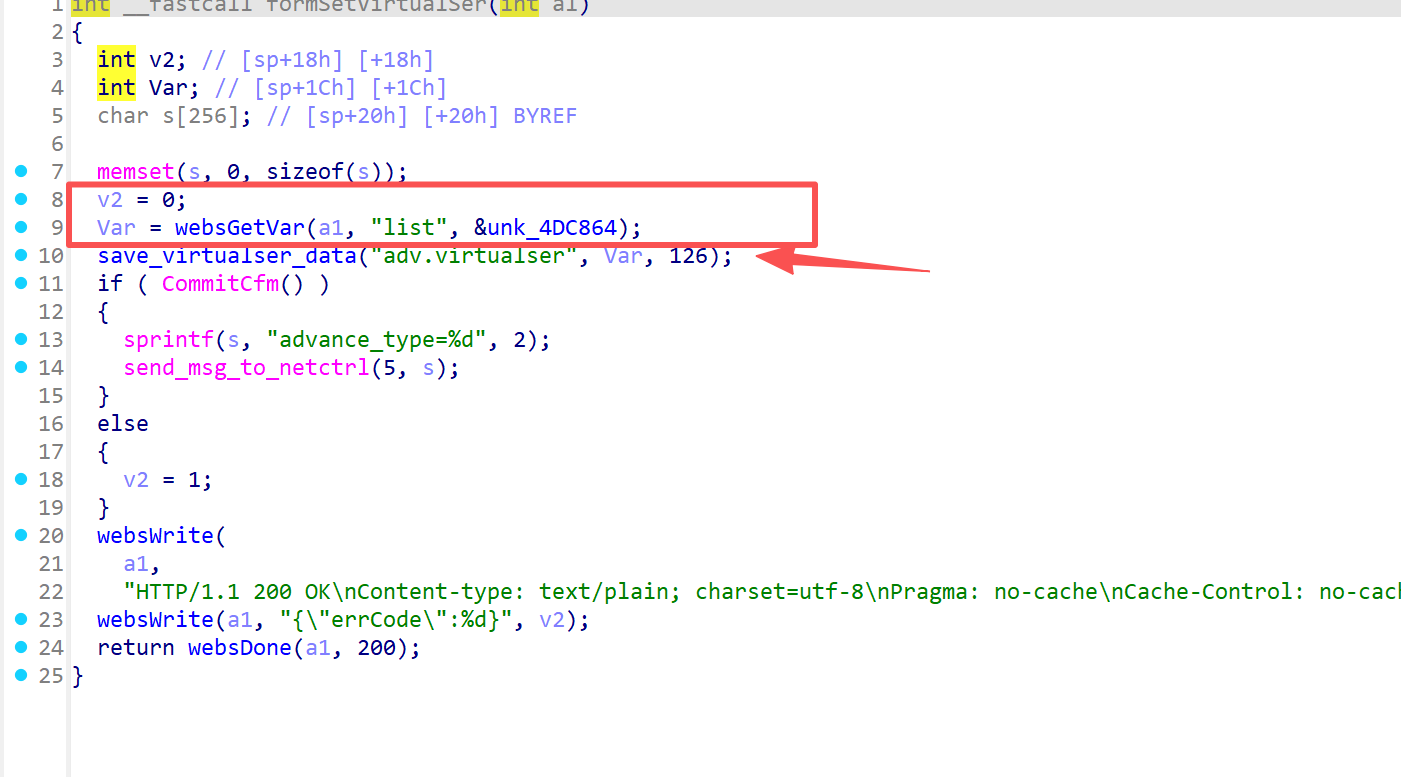 1 int __fastcall formSetVirtualSer(int a1)
2 {
3 int v2; // [sp+18h] [+18h]
4 int Var; // [sp+1Ch] [+1Ch]
5 char s[256]; // [sp+20h] [+20h] BYREF
6
7 memset(s, 0, sizeof(s));
8 v2 = 0;
9 Var = websGetVar(a1, "list", &unk_4DC864);
10 save_virtualser_data("adv.virtualser", Var, 126);
11 if ( CommitCfm() )
12 {
13 sprintf(s, "advance_type=%d", 2);
14 send_msg_to_netctrl(5, s);
15 }
16 else
17 {
18 v2 = 1;
19 }
20 websWrite(
21 a1,
22 "HTTP/1.1 200 OK\nContent-type: text/plain; charset=utf-8\nPragma: no-cache\nCache-Control: no-cach
23 websWrite(a1, "{\"errCode\":%d}", v2);
24 return websDone(a1, 200);
25 }